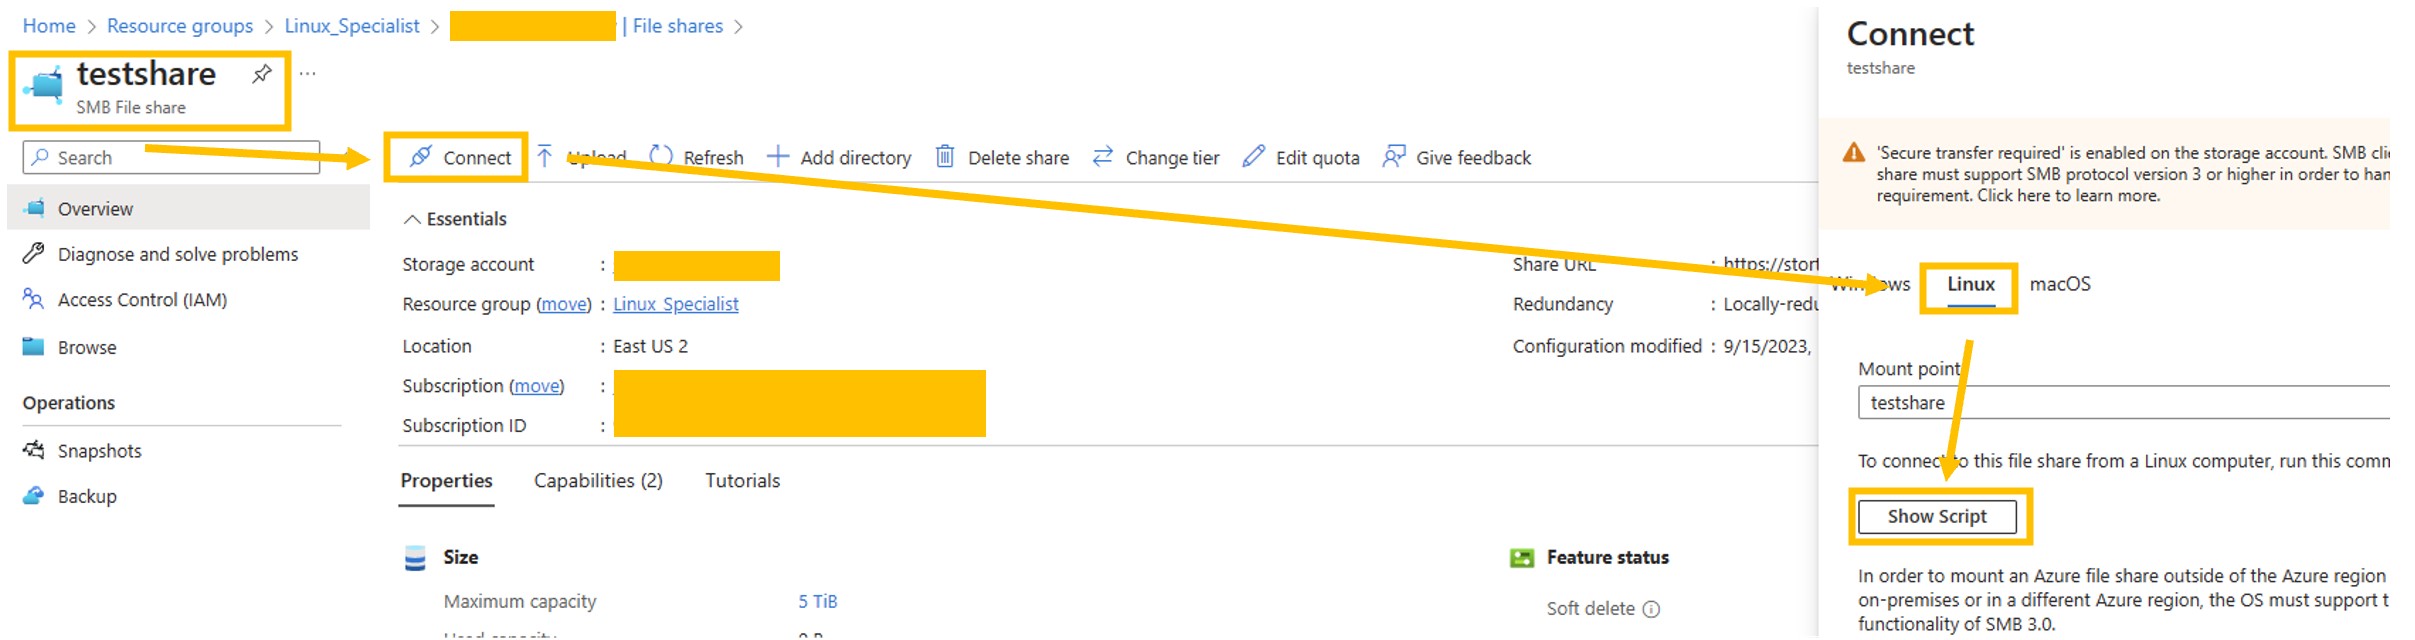 Home > Resource groups > Linux_Specialist > | File shares >
testshare
SMB File share
Search
Overview
Diagnose and solve problems
Access Control (IAM)
Browse
Operations
Snapshots
Backup
Connect Upload Refresh Add directory Delete share Change tier Edit quota Give feedback
Essentials
Storage account :
Resource group (move) : Linux_Specialist
Location : East US 2
Subscription (move) :
Subscription ID :
Share URL : https://stort
Redundancy : Locally-redu
Configuration modified : 9/15/2023,
Properties Capabilities (2) Tutorials
Size
Maximum capacity 5 TiB
Used capacity
Feature status
Soft delete
Connect
testshare
'Secure transfer required' is enabled on the storage account. SMB clie
share must support SMB protocol version 3 or higher in order to han
requirement. Click here to learn more.
Windows Linux macOS
Mount point
testshare
To connect to this file share from a Linux computer, run this comm
Show Script
In order to mount an Azure file share outside of the Azure region
on-premises or in a different Azure region, the OS must support t
functionality of SMB 3.0.